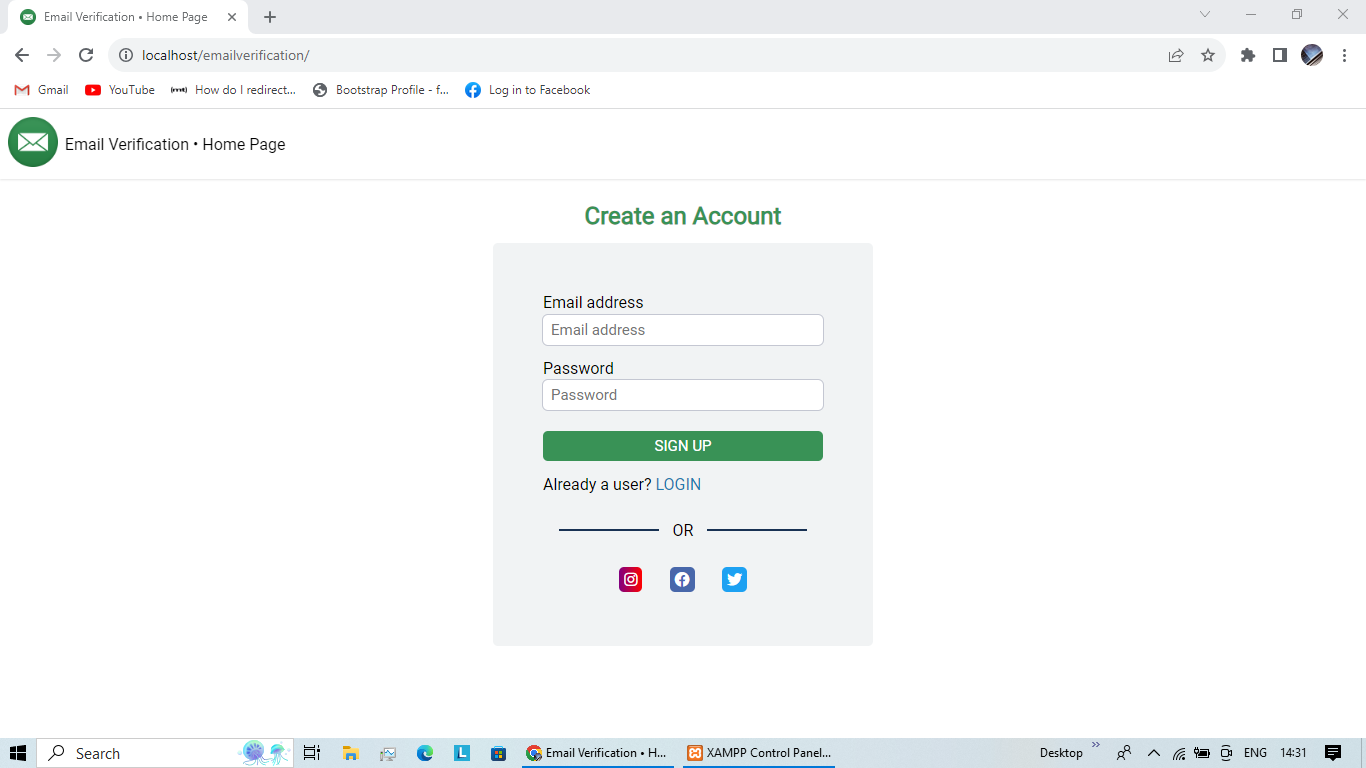 Email Verification • Home Page
localhost/emailverification/
Gmail
YouTube
How do I redirect...
Bootstrap Profile - f...
Log in to Facebook
Email Verification • Home Page
Create an Account
Email address
Email address
Password
Password
SIGN UP
Already a user? LOGIN
OR
Search
L
Email Verification • H...
XAMPP Control Panel...
Desktop
»
ENG
14:31